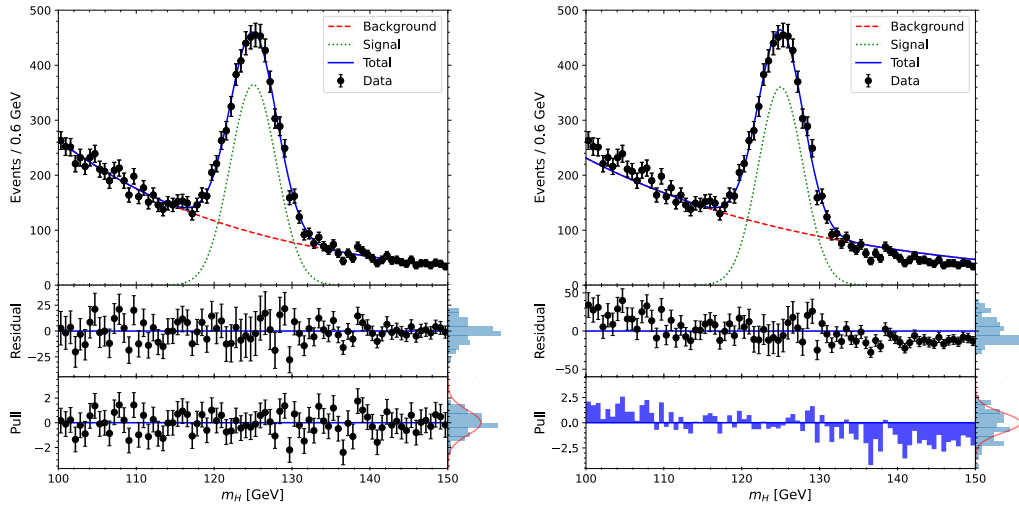 500
400
300
200
100
0
Events / 0.6 GeV
Background
Signal
Total
Data
25
0
−25
Residual
2
0
−2
Pull
100 110 120 130 140 150
m_H [GeV]
500
400
300
200
100
0
Events / 0.6 GeV
Background
Signal
Total
Data
50
0
−50
Residual
2.5
0.0
−2.5
Pull
100 110 120 130 140 150
m_H [GeV]